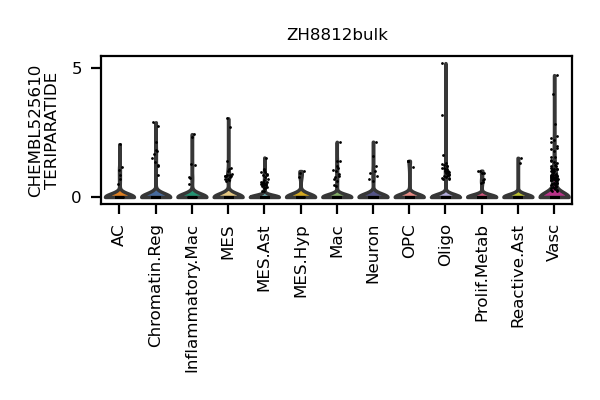 ZH8812bulk
CHEMBL525610
TERIPARATIDE
5
0
AC
Chromatin.Reg
Inflammatory.Mac
MES
MES.Ast
MES.Hyp
Mac
Neuron
OPC
Oligo
Prolif.Metab
Reactive.Ast
Vasc